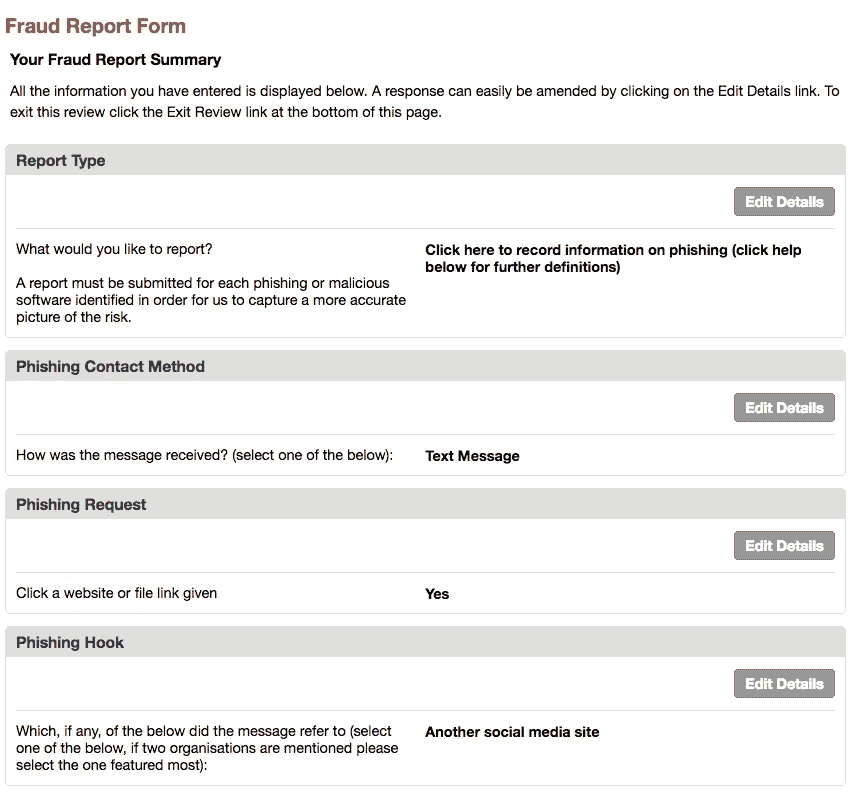 Fraud Report Form
Your Fraud Report Summary
All the information you have entered is displayed below. A response can easily be amended by clicking on the Edit Details link. To
exit this review click the Exit Review link at the bottom of this page.
Report Type
Edit Details
What would you like to report?
A report must be submitted for each phishing or malicious
software identified in order for us to capture a more accurate
picture of the risk.
Click here to record information on phishing (click help
below for further definitions)
Phishing Contact Method
Edit Details
How was the message received? (select one of the below):
Text Message
Phishing Request
Edit Details
Click a website or file link given
Yes
Phishing Hook
Edit Details
Which, if any, of the below did the message refer to (select
one of the below, if two organisations are mentioned please
select the one featured most):
Another social media site